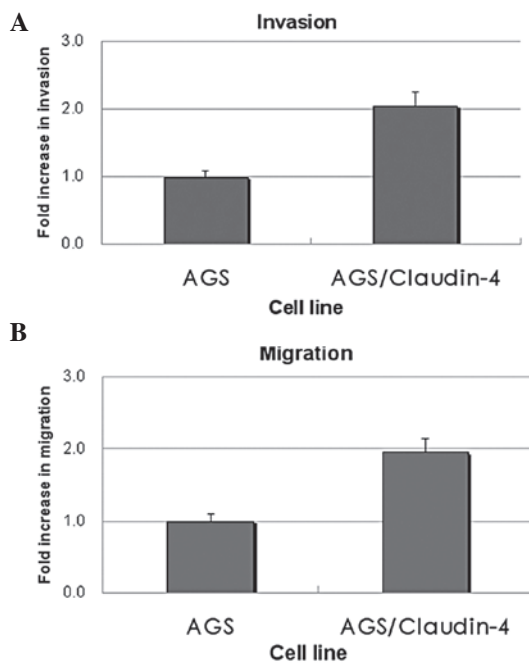 A
Invasion
Fold increase in invasion
3.0
2.0
1.0
0.0
AGS
AGS/Claudin-4
Cell line
B
Migration
Fold increase in migration
3.0
2.0
1.0
0.0
AGS
AGS/Claudin-4
Cell line